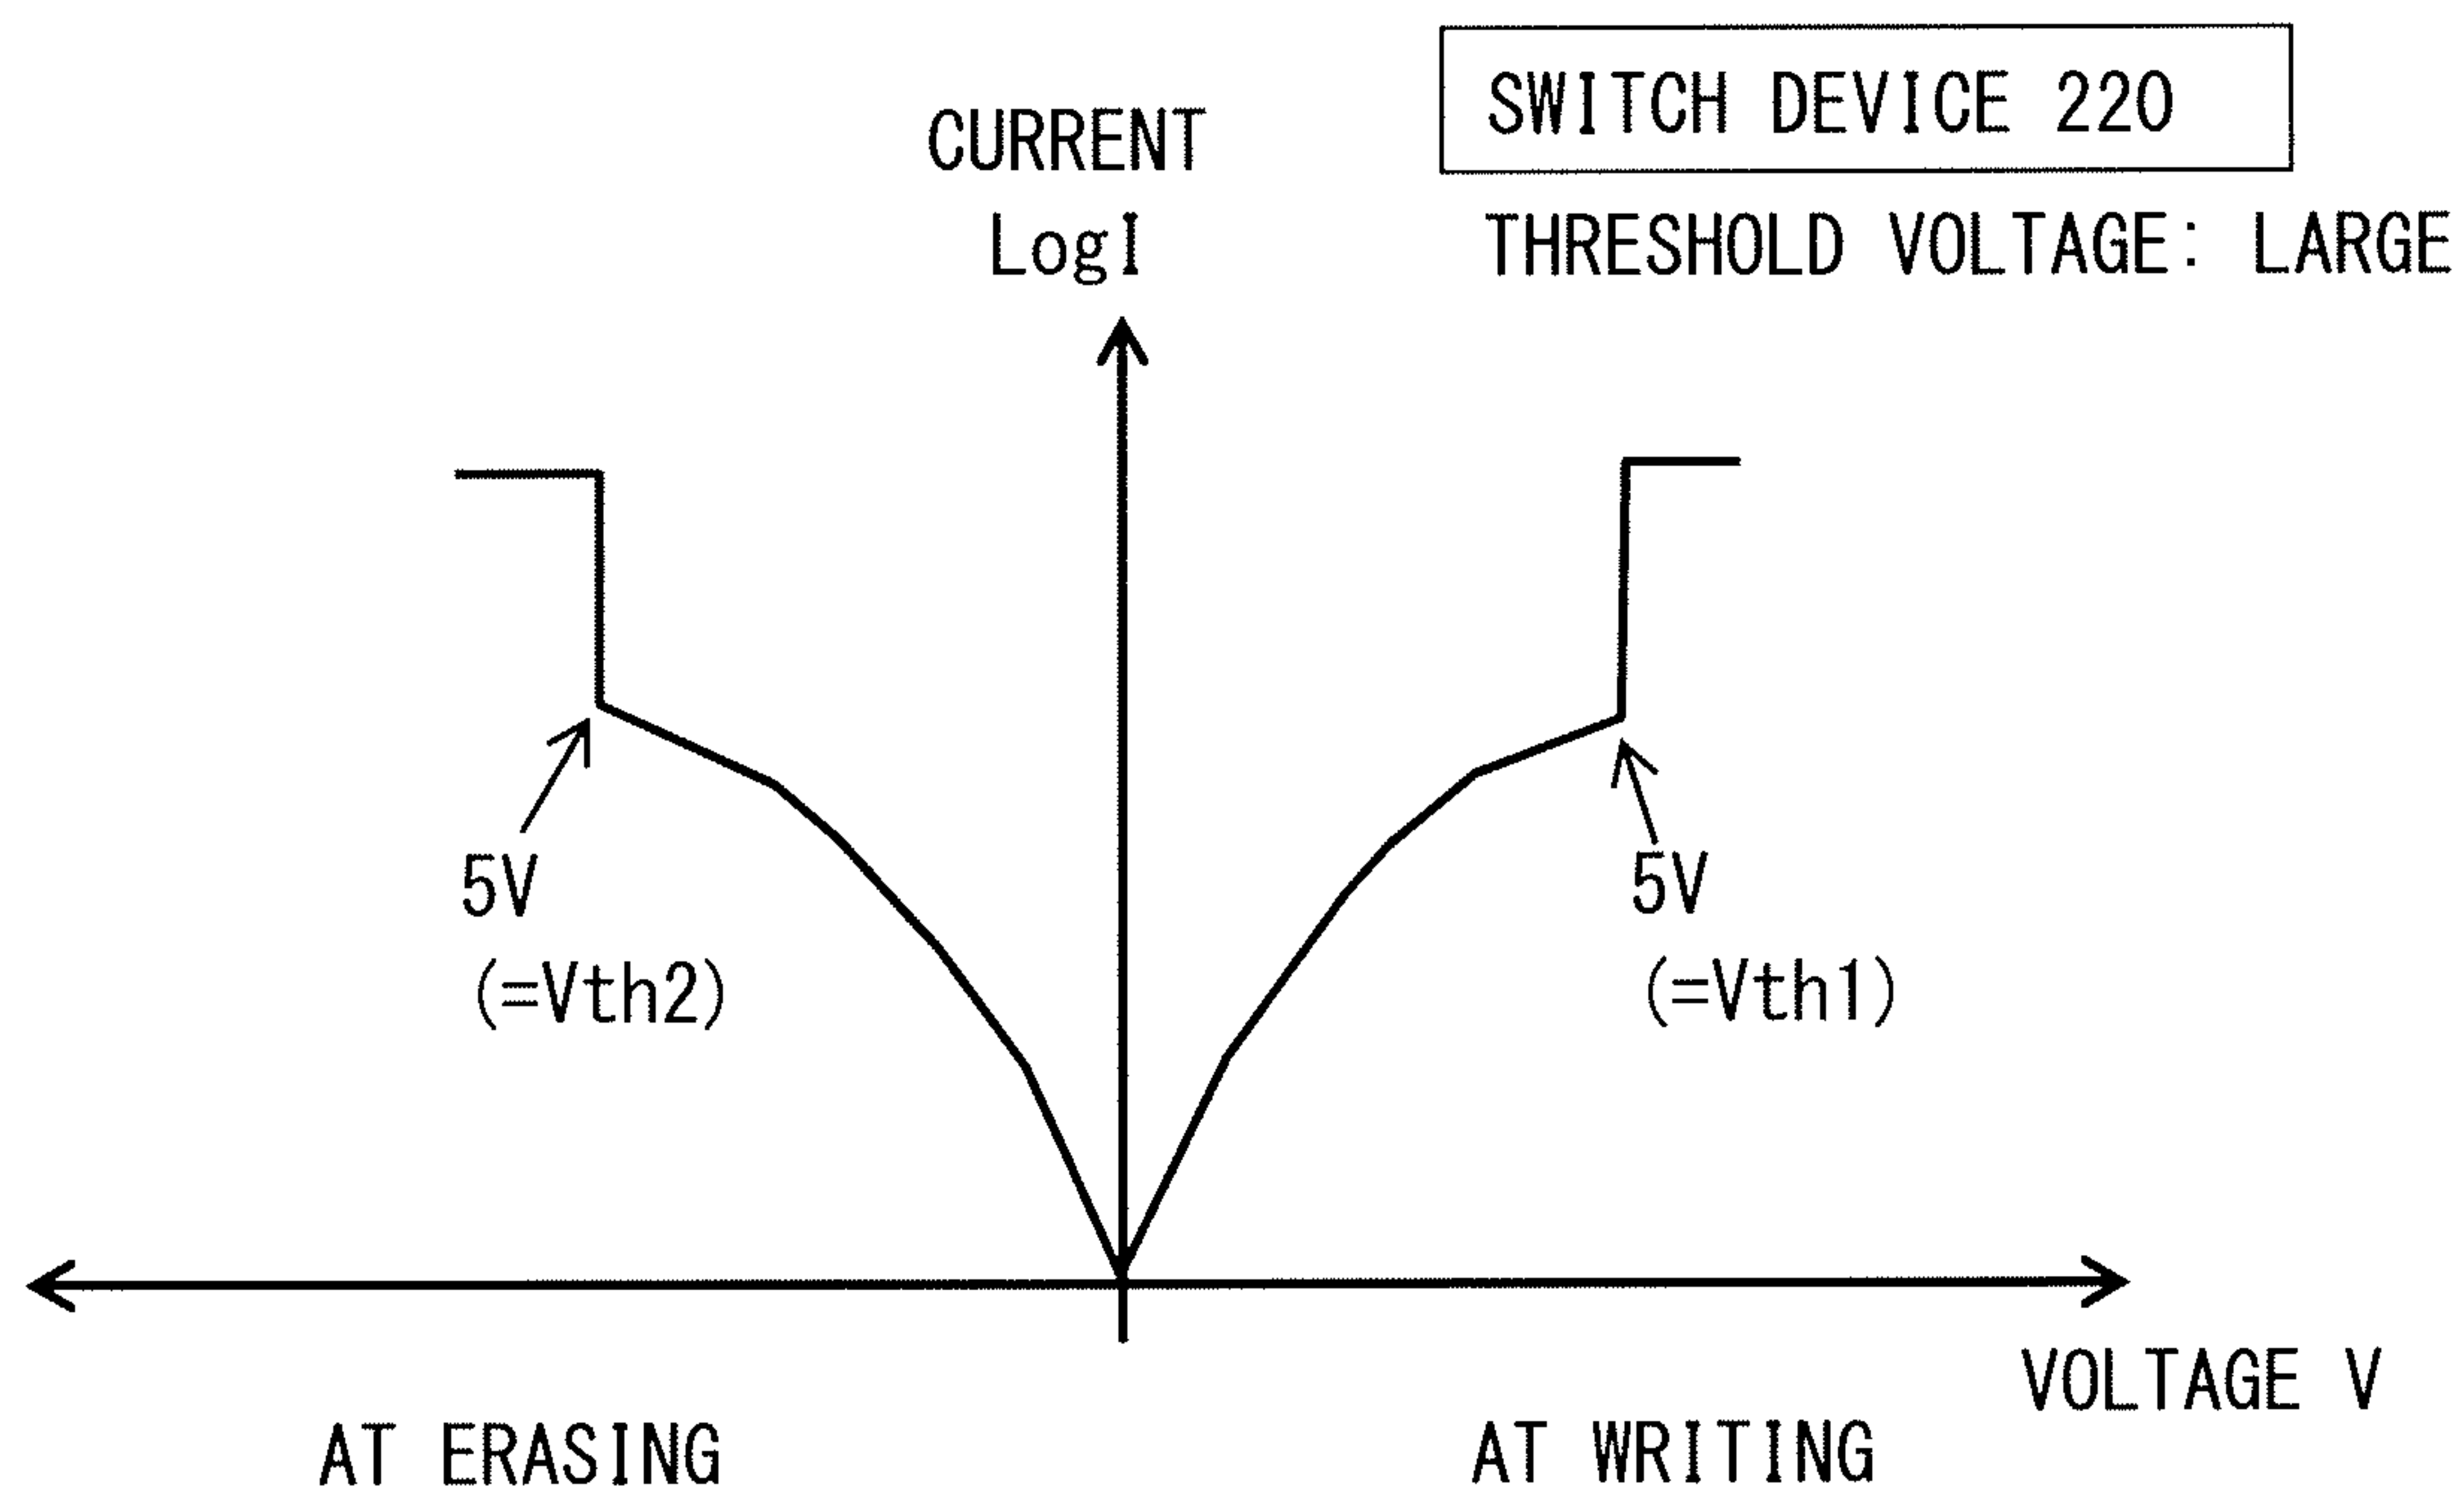 SWITCH DEVICE 220
CURRENT
LogI
THRESHOLD VOLTAGE: LARGE
5V
(=Vth2)
5V
(=Vth1)
VOLTAGE V
AT ERASING
AT WRITING